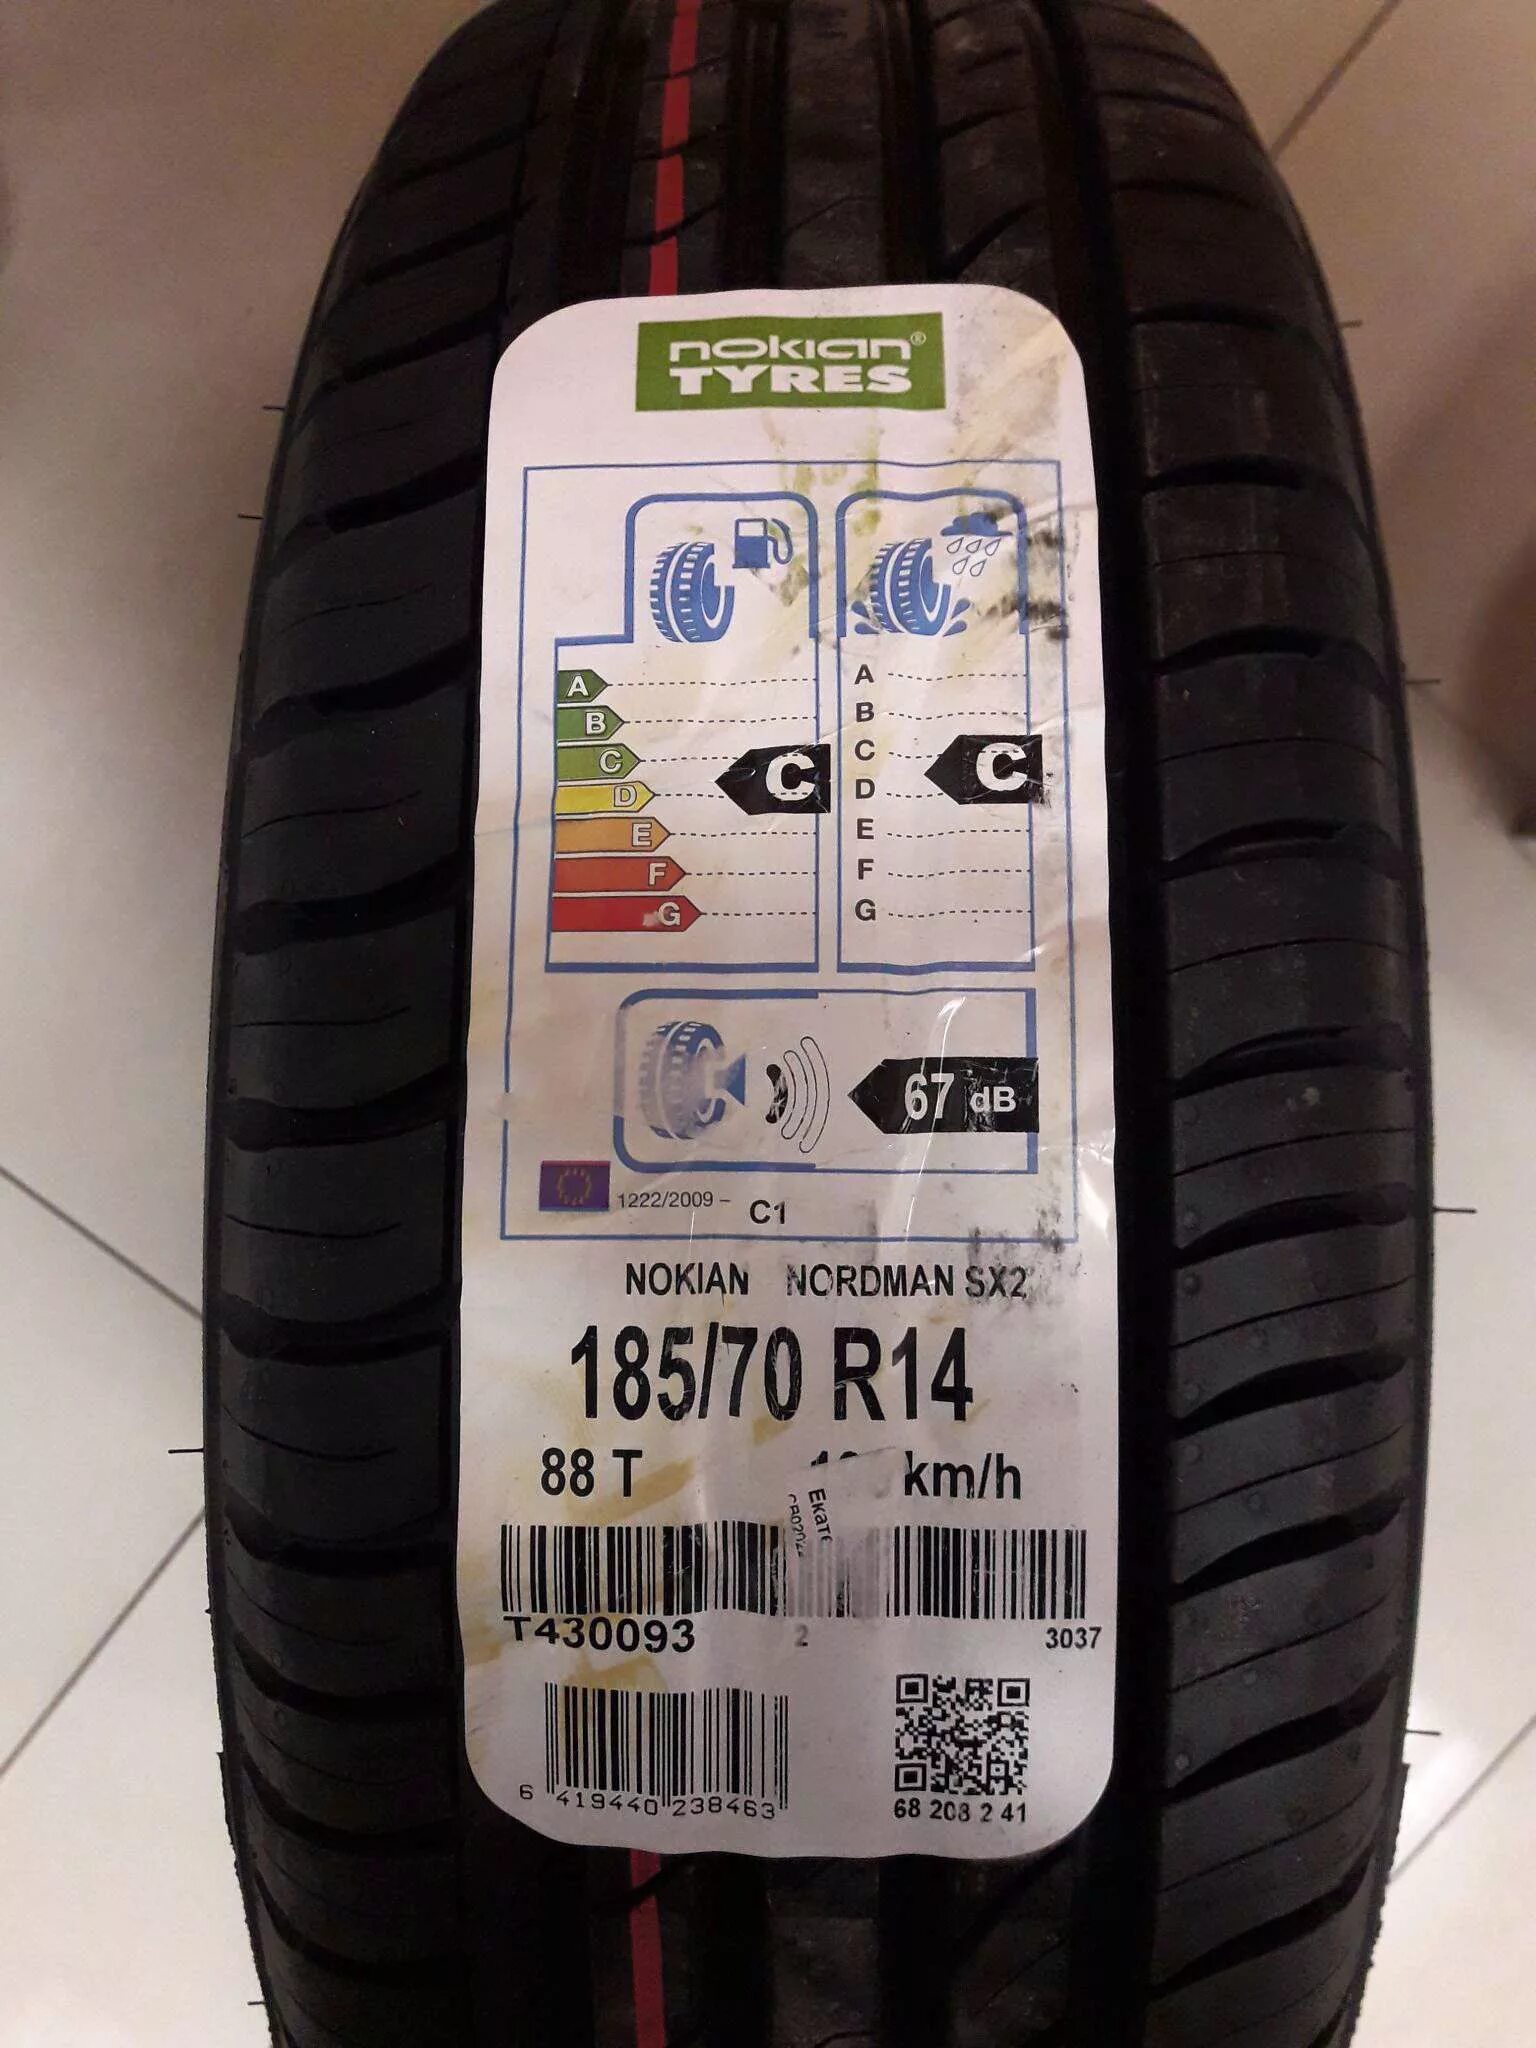 nokian®
TYRES
A
B
C
D
E
F
G
C
A
B
C
D
E
F
G
C
67 dB
1222/2009 - C1
NOKIAN NORDMAN SX2
185/70 R14
88 T km/h
T430093 2 3037
6 419440 238463
68 208 2 41